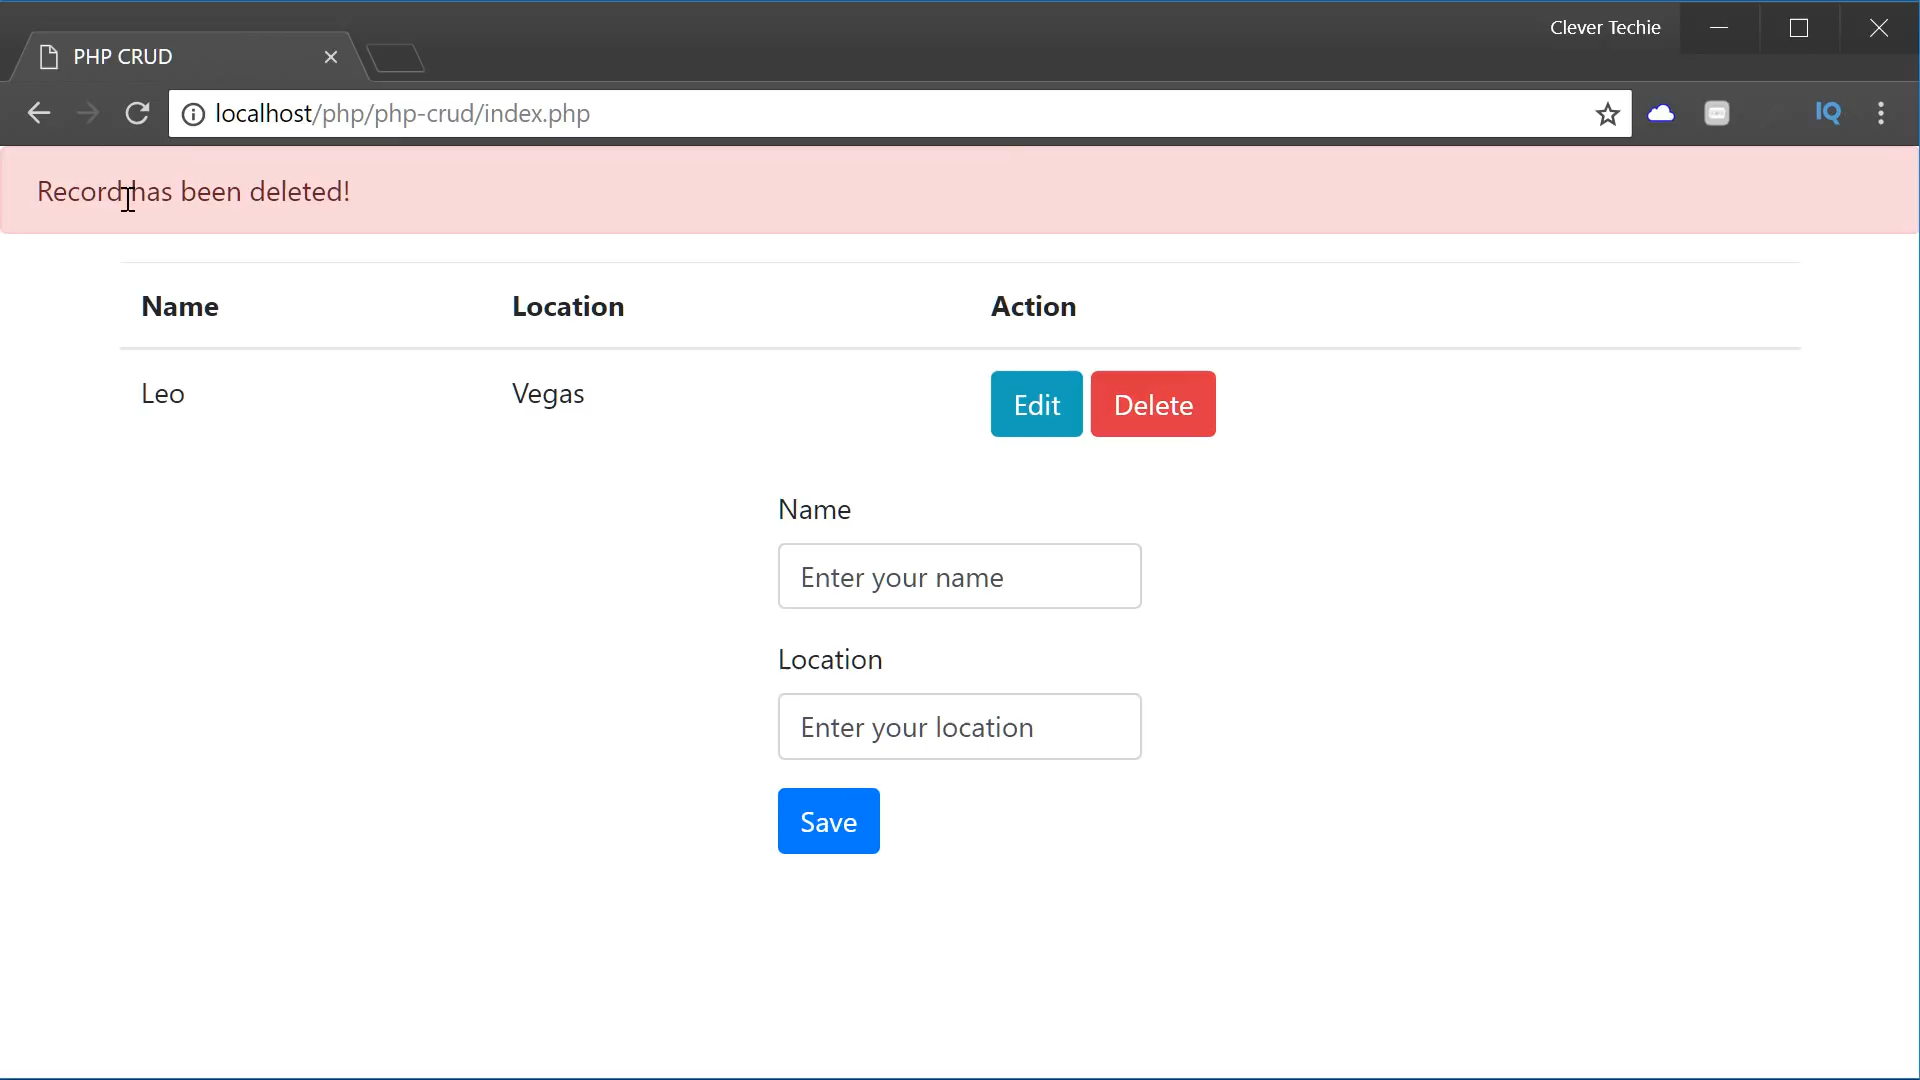 Clever Techie
PHP CRUD
localhost/php/php-crud/index.php
IQ
Record has been deleted!
Name Location Action
Leo Vegas Edit Delete
Name
Enter your name
Location
Enter your location
Save